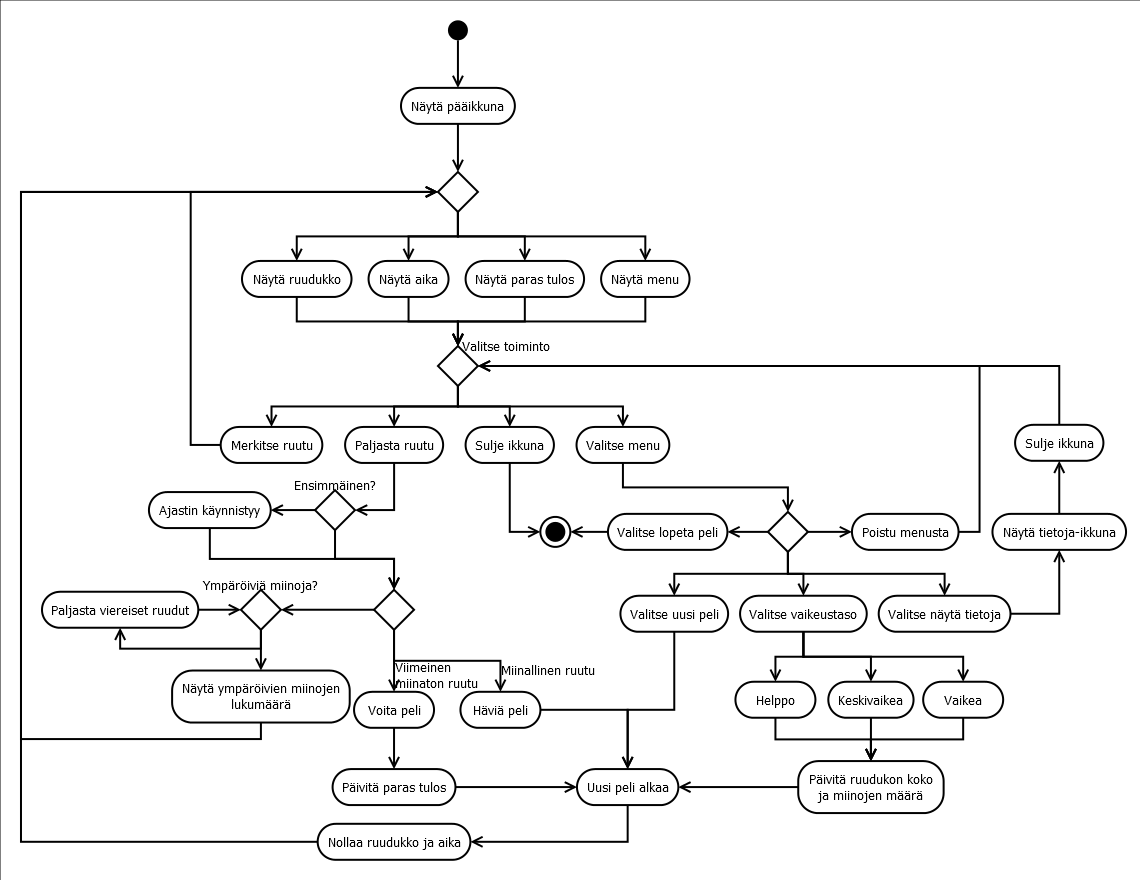 Näytä pääikkuna
Näytä ruudukko
Näytä aika
Näytä paras tulos
Näytä menu
Valitse toiminto
Merkitse ruutu
Paljasta ruutu
Sulje ikkuna
Valitse menu
Sulje ikkuna
Ensimmäinen?
Ajastin käynnistyy
Valitse lopeta peli
Poistu menusta
Näytä tietoja-ikkuna
Ympäröiviä miinoja?
Paljasta viereiset ruudut
Valitse uusi peli
Valitse vaikeustaso
Valitse näytä tietoja
Viimeinen
miinaton ruutu
Miinallinen ruutu
Näytä ympäröivien miinojen
lukumäärä
Voita peli
Häviä peli
Helppo
Keskivaikea
Vaikea
Päivitä paras tulos
Uusi peli alkaa
Päivitä ruudukon koko
ja miinojen määrä
Nollaa ruudukko ja aika